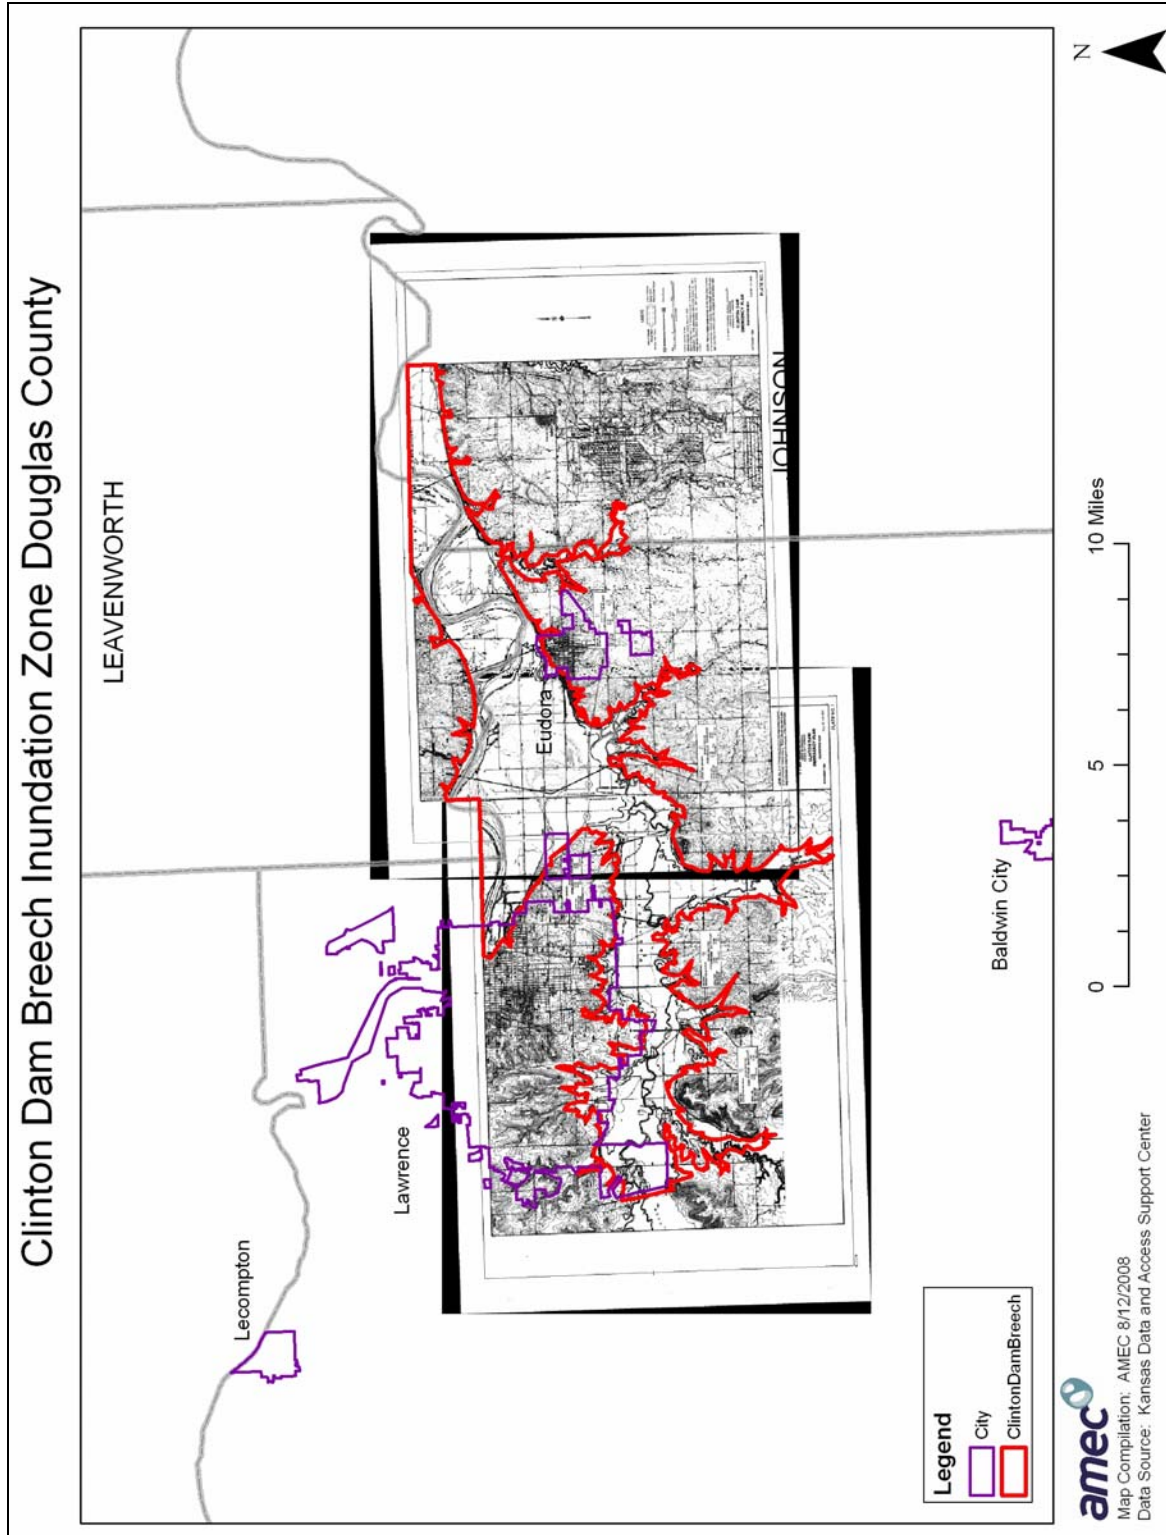 Clinton Dam Breech Inundation Zone Douglas County
LEAVENWORTH
Lecompton
Lawrence
Eudora
JOHNSON
Baldwin City
N
Legend
City
ClintonDamBreech
0 5 10 Miles
amec
Map Compilation: AMEC 8/12/2008
Data Source: Kansas Data and Access Support Center